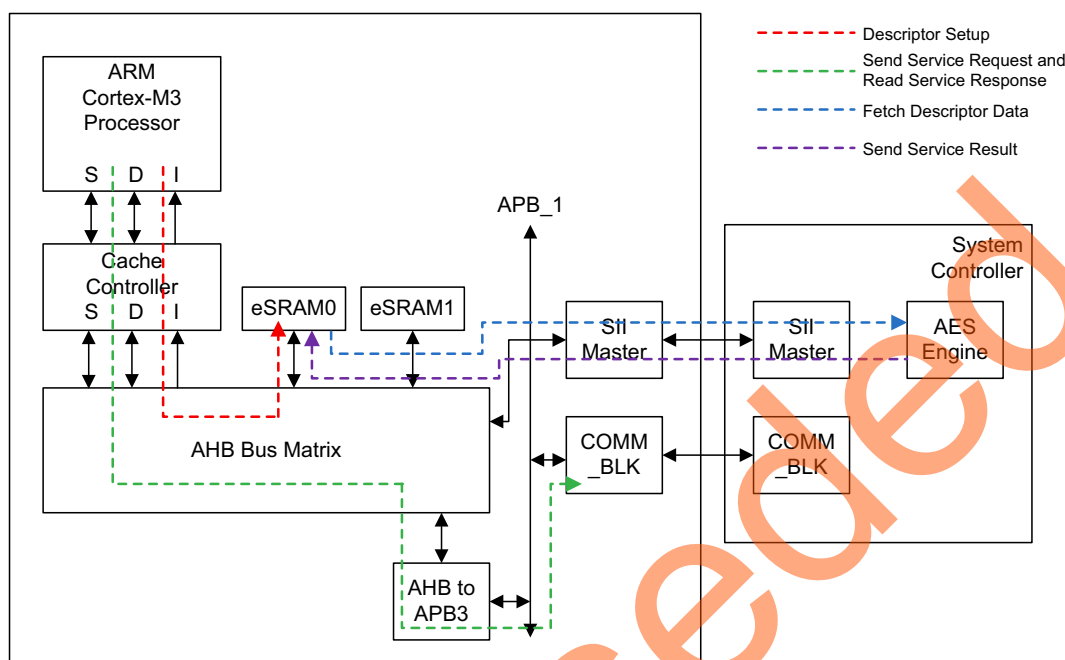 ARM
Cortex-M3
Processor
S D I
Cache
Controller
S D I
eSRAM0
eSRAM1
AHB Bus Matrix
AHB to
APB3
APB_1
SII
Master
COMM
_BLK
System
Controller
SII
Master
AES
Engine
COMM
_BLK
Descriptor Setup
Send Service Request and
Read Service Response
Fetch Descriptor Data
Send Service Result